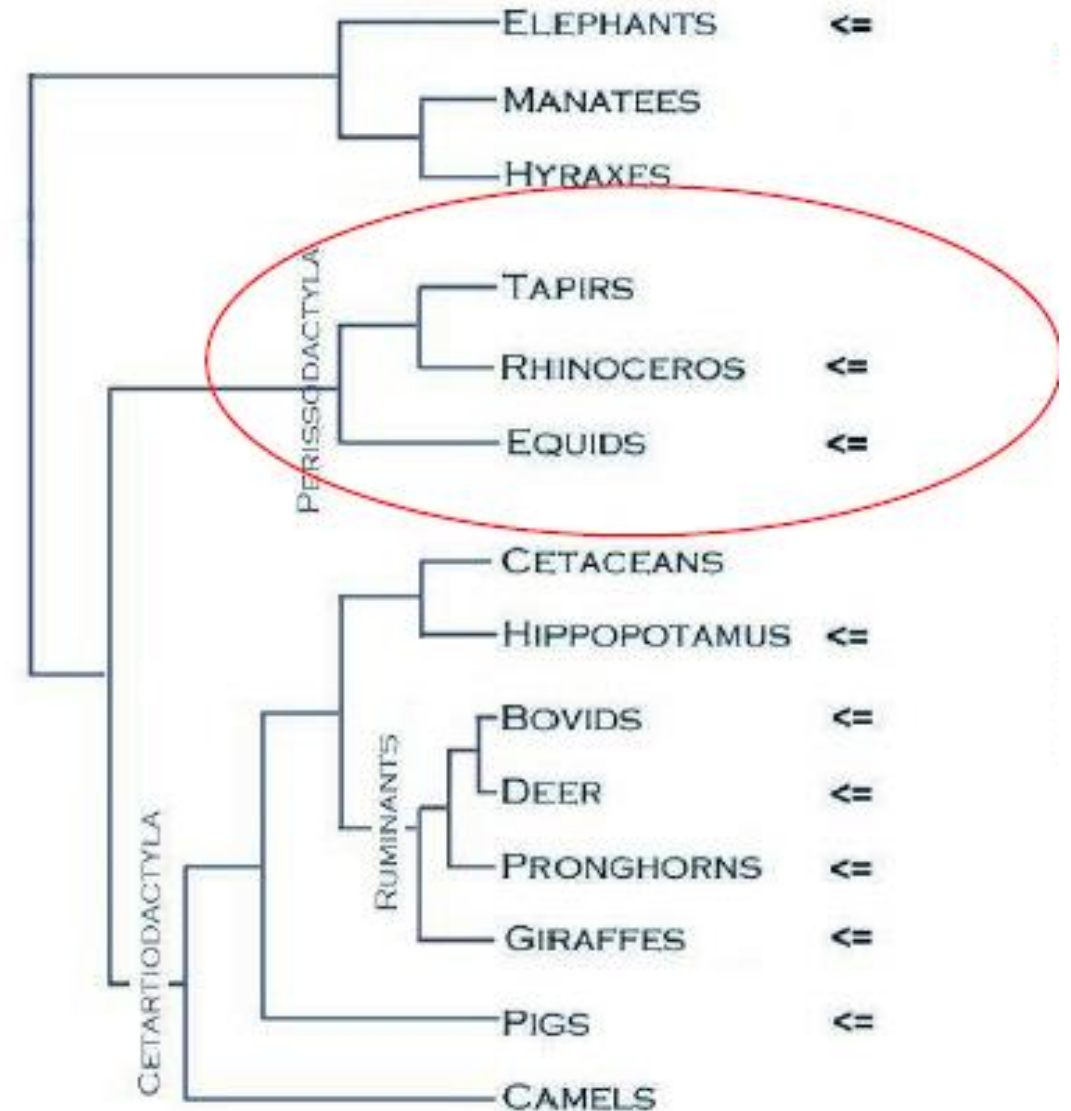 ELEPHANTS <=
MANATEES
HYRAXES
PERISSODACTYLA
TAPIRS
RHINOCEROS <=
EQUIDS <=
CETACEANS
HIPPOPOTAMUS <=
BOVIDS <=
RUMINANTS
DEER <=
PRONGHORNS <=
GIRAFFES <=
CETARTIODACTYLA
PIGS <=
CAMELS